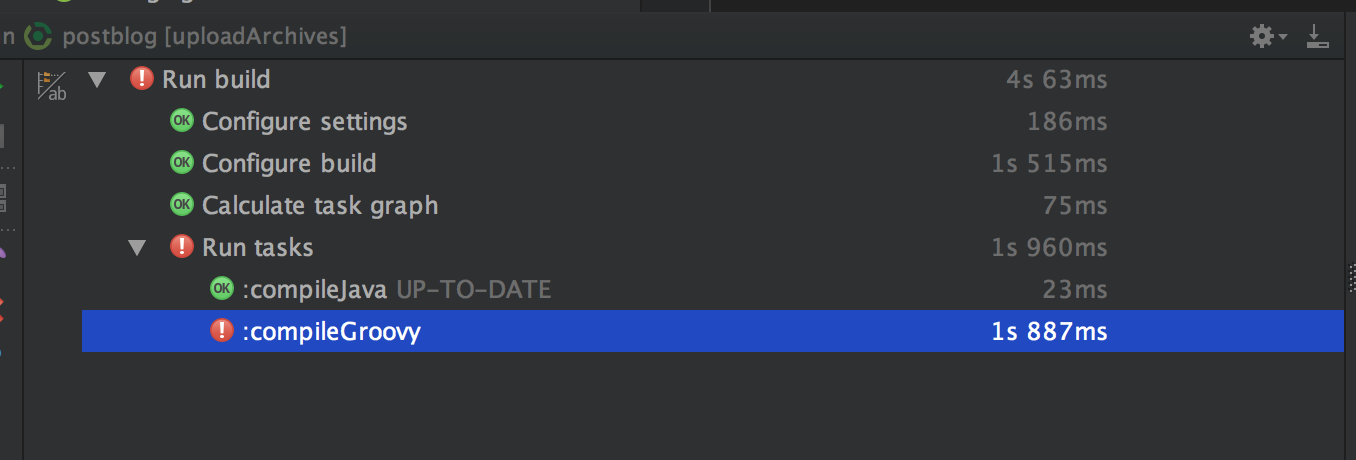 n postblog [uploadArchives]
ab
Run build 4s 63ms
OK Configure settings 186ms
OK Configure build 1s 515ms
OK Calculate task graph 75ms
Run tasks 1s 960ms
OK :compileJava UP-TO-DATE 23ms
:compileGroovy 1s 887ms